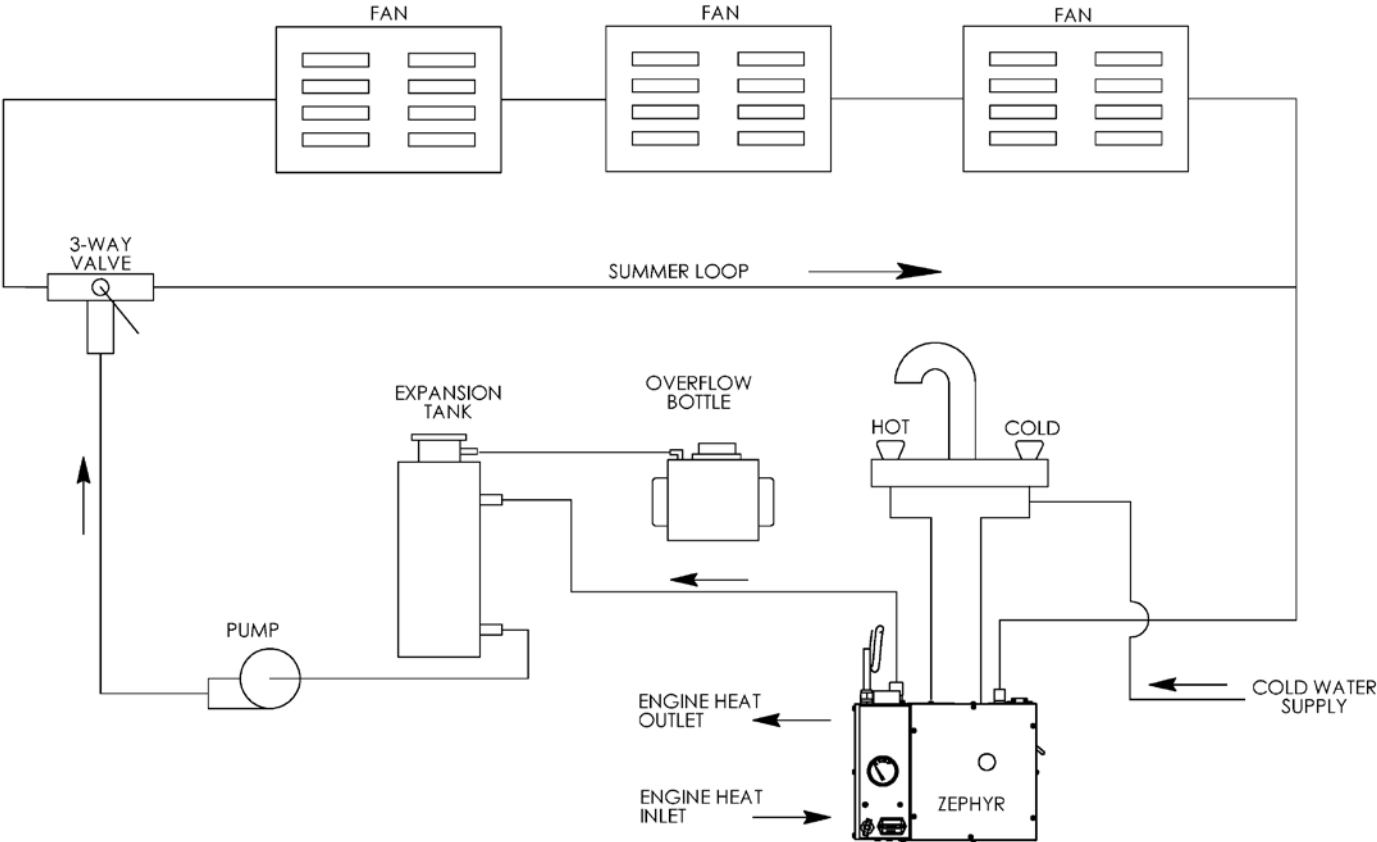 FAN
FAN
FAN
3-WAY
VALVE
SUMMER LOOP
EXPANSION
TANK
OVERFLOW
BOTTLE
HOT
COLD
PUMP
ENGINE HEAT
OUTLET
COLD WATER
SUPPLY
ENGINE HEAT
INLET
ZEPHYR